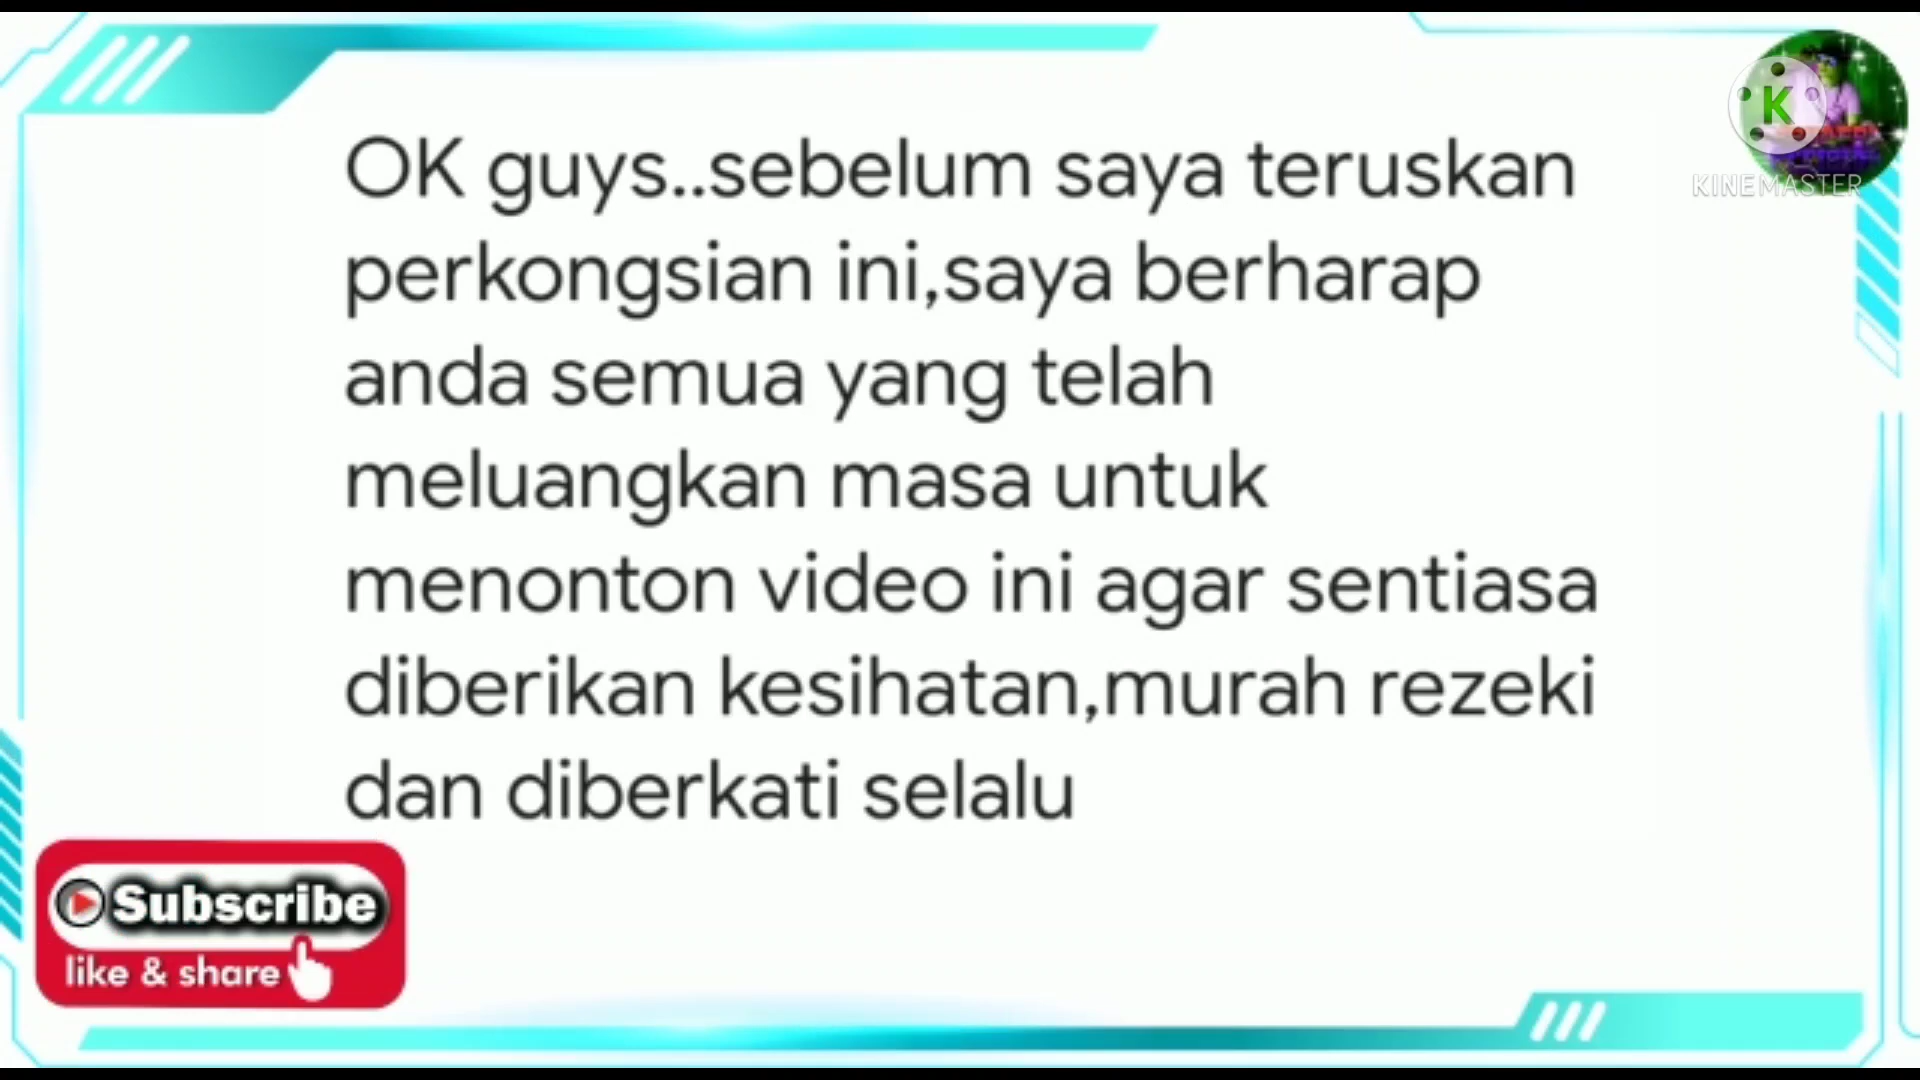 OK guys..sebelum saya teruskan
perkongsian ini,saya berharap
anda semua yang telah
meluangkan masa untuk
menonton video ini agar sentiasa
diberikan kesihatan,murah rezeki
dan diberkati selalu
K
KINEMASTER
Subscribe
like & share